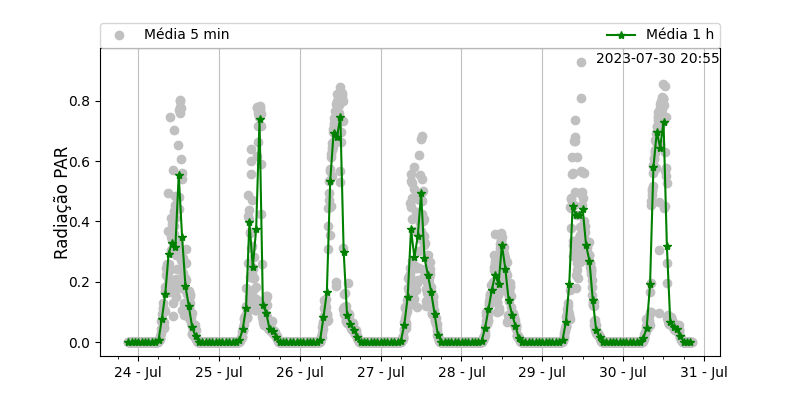 Média 5 min
Média 1 h
2023-07-30 20:55
Radiação PAR
0.8
0.6
0.4
0.2
0.0
24 - Jul
25 - Jul
26 - Jul
27 - Jul
28 - Jul
29 - Jul
30 - Jul
31 - Jul